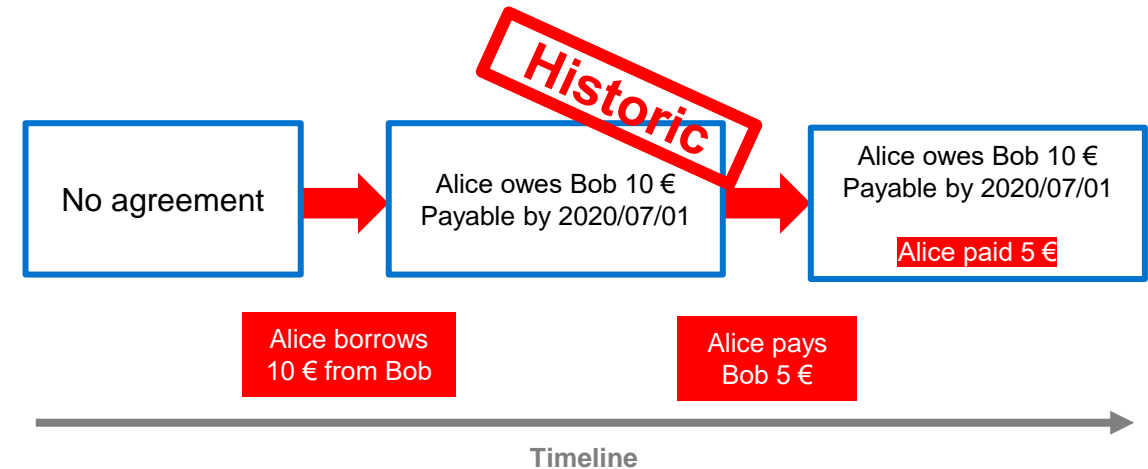 Historic
No agreement
Alice owes Bob 10 €
Payable by 2020/07/01
Alice owes Bob 10 €
Payable by 2020/07/01
Alice paid 5 €
Alice borrows
10 € from Bob
Alice pays
Bob 5 €
Timeline